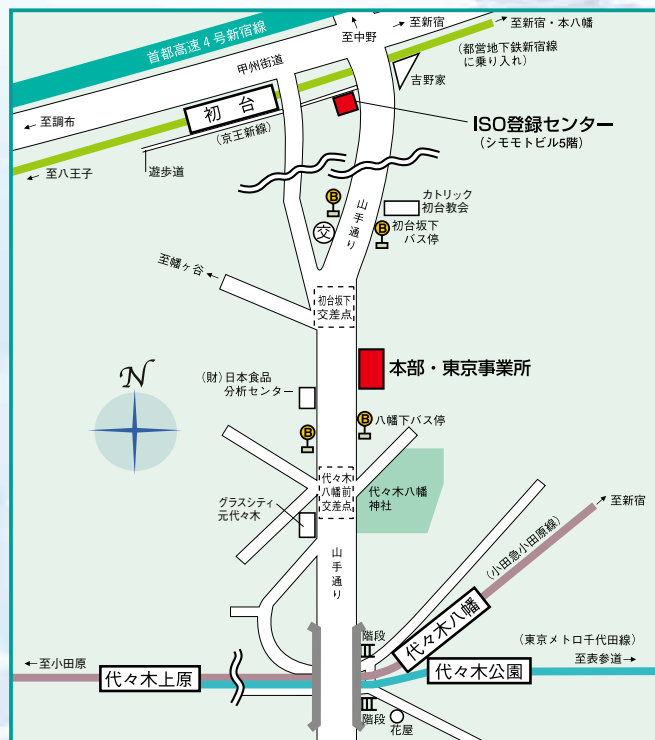 首都高速4号新宿線
至中野
至新宿
至新宿・本八幡
(都営地下鉄新宿線
に乗り入れ)
甲州街道
吉野家
初 台
至調布
(京王新線)
ISO登録センター
(シモモトビル5階)
至八王子
遊歩道
B
山手通り
カトリック
初台教会
交
B
初台坂下
バス停
至幡ヶ谷
初台坂下
交差点
N
本部・東京事業所
(財)日本食品
分析センター
B
八幡下バス停
B
代々木
八幡前
交差点
代々木八幡
神社
グラスシティ
元代々木
至新宿
山手通り
(小田急小田原線)
代々木八幡
階段
(東京メトロ千代田線)
至小田原
代々木上原
代々木公園
至表参道
階段
花屋